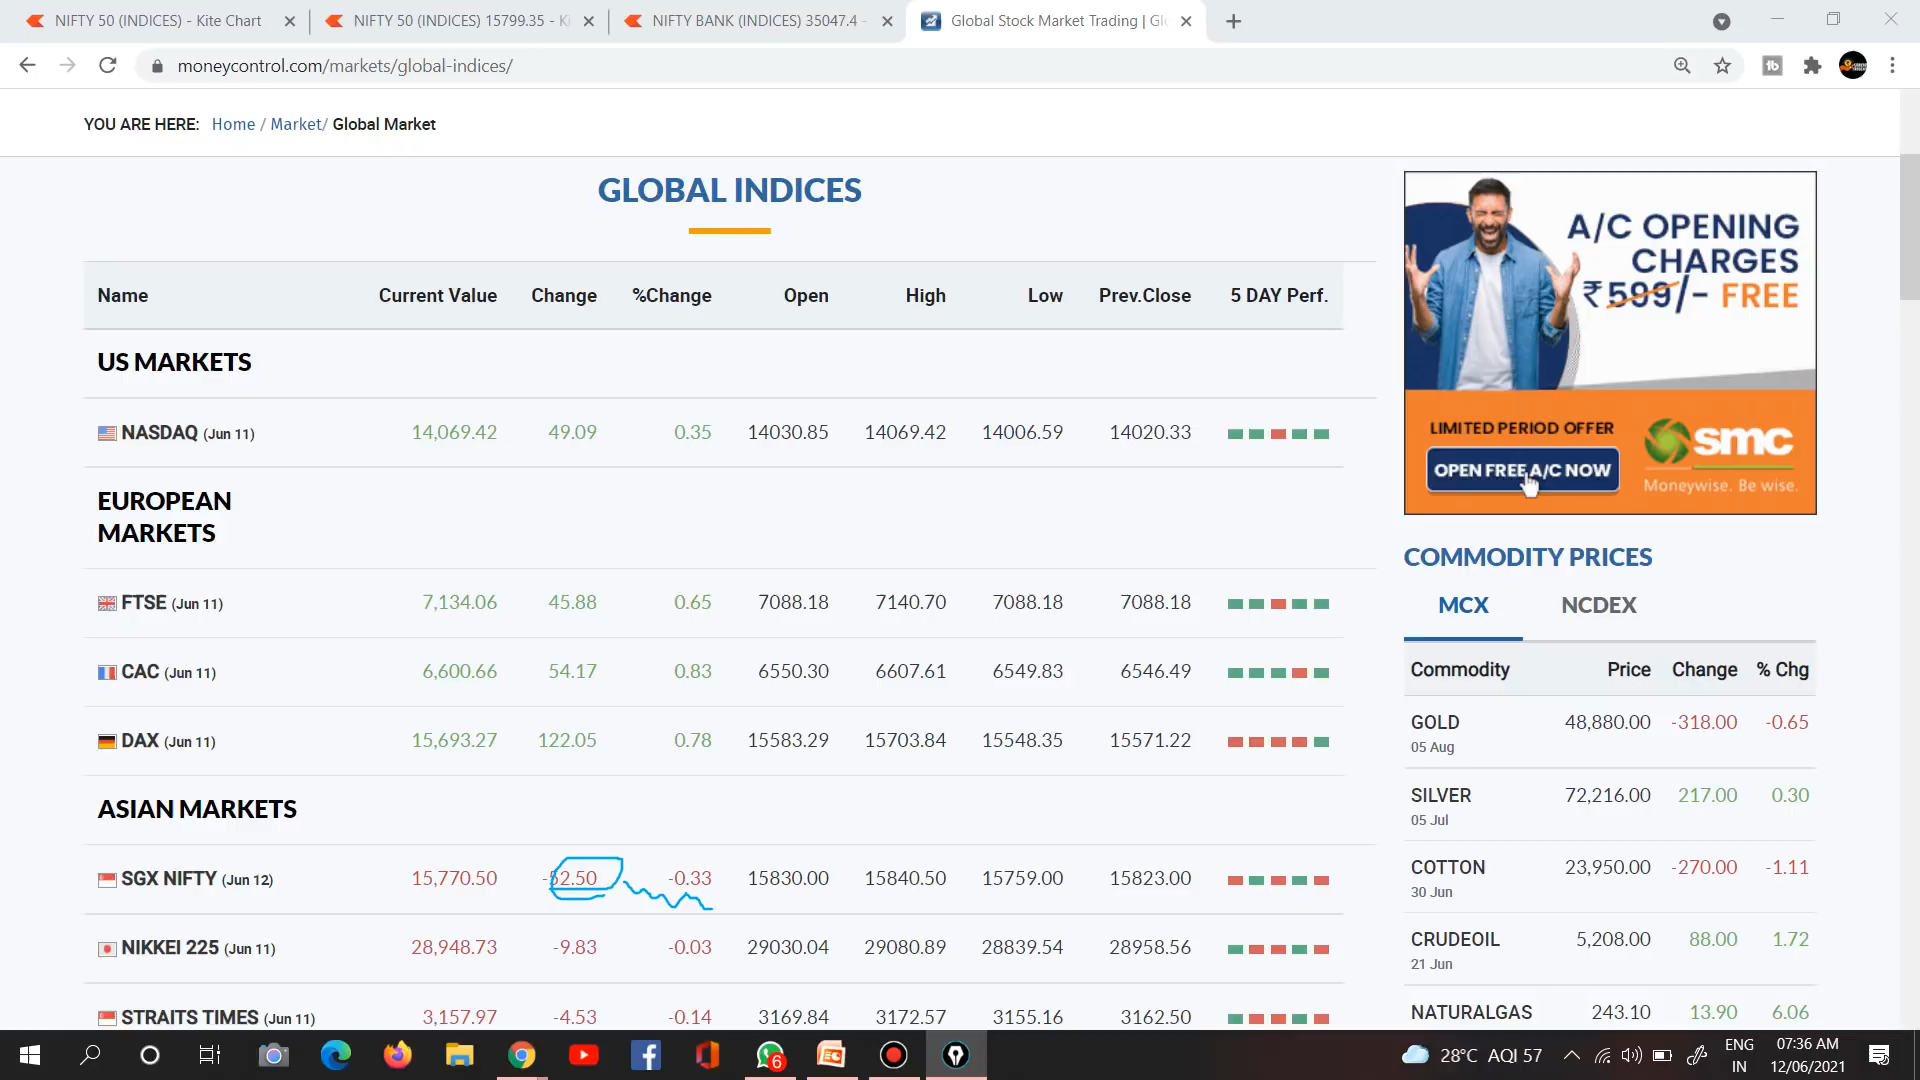 NIFTY 50 (INDICES) - Kite Chart
NIFTY 50 (INDICES) 15799.35 - Ki
NIFTY BANK (INDICES) 35047.4 -
Global Stock Market Trading | Gl
moneycontrol.com/markets/global-indices/
YOU ARE HERE: Home / Market/ Global Market
GLOBAL INDICES
Name Current Value Change %Change Open High Low Prev.Close 5 DAY Perf.
US MARKETS
NASDAQ (Jun 11) 14,069.42 49.09 0.35 14030.85 14069.42 14006.59 14020.33
EUROPEAN
MARKETS
FTSE (Jun 11) 7,134.06 45.88 0.65 7088.18 7140.70 7088.18 7088.18
CAC (Jun 11) 6,600.66 54.17 0.83 6550.30 6607.61 6549.83 6546.49
DAX (Jun 11) 15,693.27 122.05 0.78 15583.29 15703.84 15548.35 15571.22
ASIAN MARKETS
SGX NIFTY (Jun 12) 15,770.50 -52.50 -0.33 15830.00 15840.50 15759.00 15823.00
NIKKEI 225 (Jun 11) 28,948.73 -9.83 -0.03 29030.04 29080.89 28839.54 28958.56
STRAITS TIMES (Jun 11) 3,157.97 -4.53 -0.14 3169.84 3172.57 3155.16 3162.50
A/C OPENING
CHARGES
₹599/- FREE
LIMITED PERIOD OFFER
OPEN FREE A/C NOW
smc
Moneywise. Be wise.
COMMODITY PRICES
MCX NCDEX
Commodity Price Change % Chg
GOLD 48,880.00 -318.00 -0.65
05 Aug
SILVER 72,216.00 217.00 0.30
05 Jul
COTTON 23,950.00 -270.00 -1.11
30 Jun
CRUDEOIL 5,208.00 88.00 1.72
21 Jun
NATURALGAS 243.10 13.90 6.06
6
28°C AQI 57
ENG
IN
07:36 AM
12/06/2021